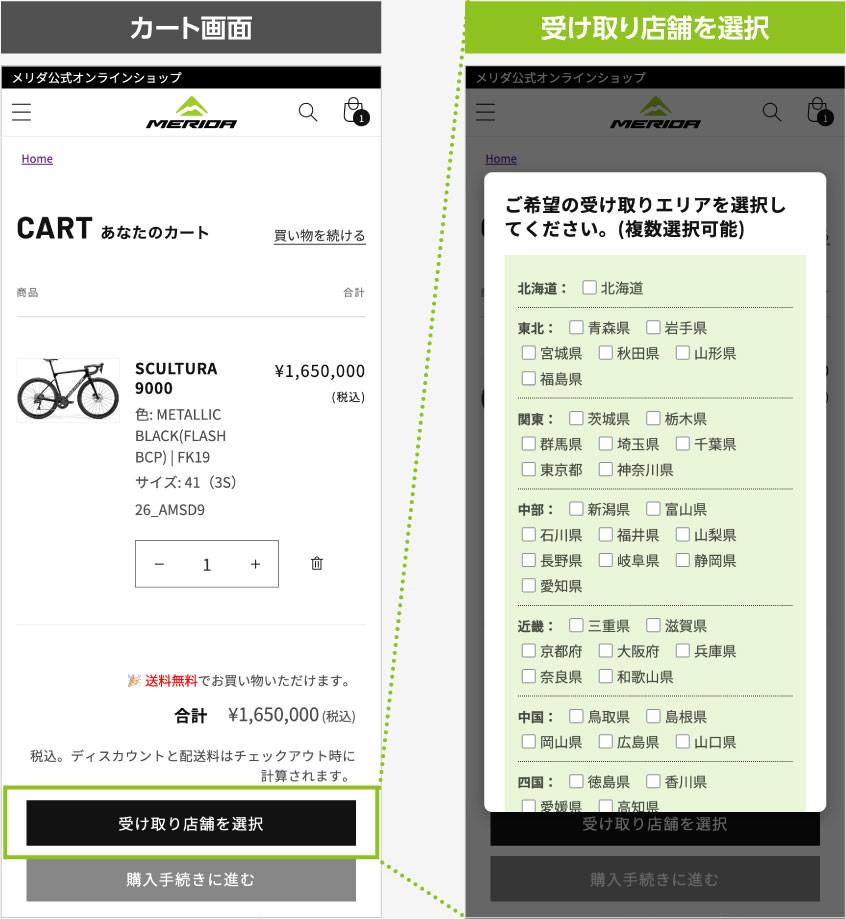 カート画面
メリダ公式オンラインショップ
MERIDA
1
Home
CART あなたのカート
買い物を続ける
商品
合計
SCULTURA
9000
¥1,650,000
(税込)
色: METALLIC
BLACK(FLASH
BCP) | FK19
サイズ: 41（3S）
26_AMSD9
− 1 +
送料無料でお買い物いただけます。
合計 ¥1,650,000 (税込)
税込。ディスカウントと配送料はチェックアウト時に
計算されます。
受け取り店舗を選択
購入手続きに進む
受け取り店舗を選択
メリダ公式オンラインショップ
MERIDA
1
Home
ご希望の受け取りエリアを選択し
てください。(複数選択可能)
北海道： 北海道
東北： 青森県 岩手県
宮城県 秋田県 山形県
福島県
関東： 茨城県 栃木県
群馬県 埼玉県 千葉県
東京都 神奈川県
中部： 新潟県 富山県
石川県 福井県 山梨県
長野県 岐阜県 静岡県
愛知県
近畿： 三重県 滋賀県
京都府 大阪府 兵庫県
奈良県 和歌山県
中国： 鳥取県 島根県
岡山県 広島県 山口県
四国： 徳島県 香川県
愛媛県 高知県
受け取り店舗を選択
購入手続きに進む